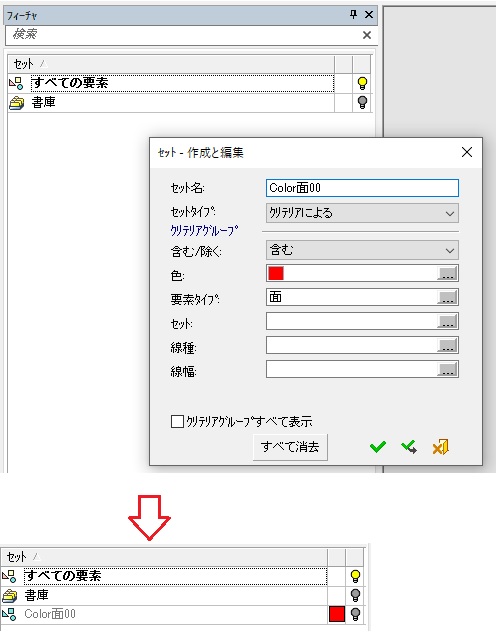 フィーチャ
検索
セット
すべての要素
書庫
セット - 作成と編集
セット名:
Color面00
セットタイプ:
クリテリアによる
クリテリアグループ
含む/除く:
含む
色:
要素タイプ:
面
セット:
線種:
線幅:
クリテリアグループすべて表示
すべて消去
セット
すべての要素
書庫
Color面00